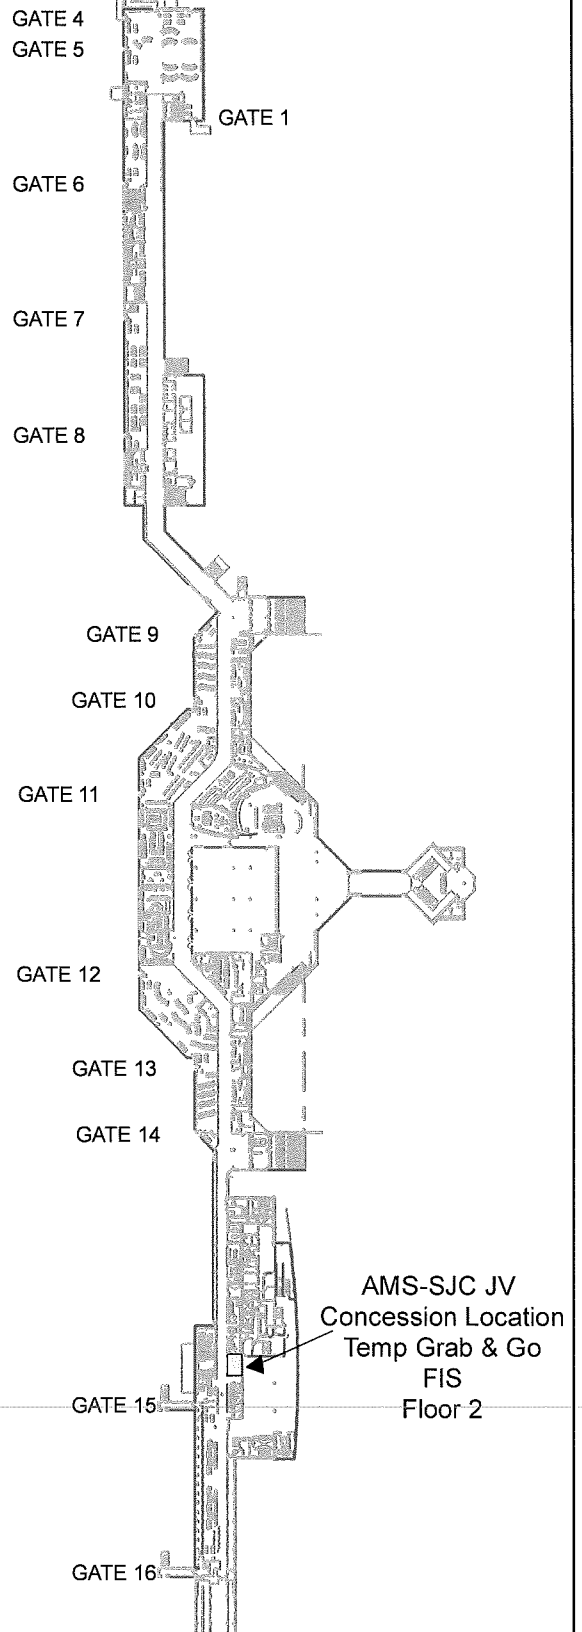 GATE 4
GATE 5
GATE 1
GATE 6
GATE 7
GATE 8
GATE 9
GATE 10
GATE 11
GATE 12
GATE 13
GATE 14
AMS-SJC JV
Concession Location
Temp Grab & Go
FIS
Floor 2
GATE 15
GATE 16